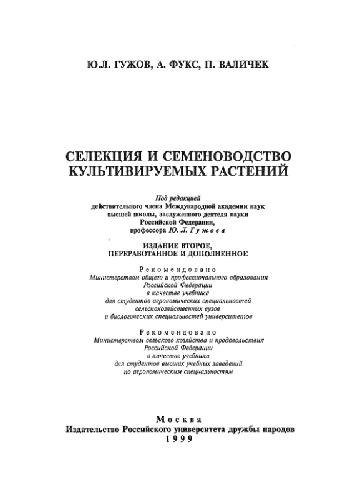 Ю.Л. ГУЖОВ, А. ФУКС, П. ВАЛИЧЕК
СЕЛЕКЦИЯ И СЕМЕНОВОДСТВО
КУЛЬТИВИРУЕМЫХ РАСТЕНИЙ
Под редакцией
действительного члена Международной академии наук
высшей школы, заслуженного деятеля науки
Российской Федерации,
профессора Ю.Л. Гужова
ИЗДАНИЕ ВТОРОЕ,
ПЕРЕРАБОТАННОЕ И ДОПОЛНЕННОЕ
Рекомендовано
Министерством общего и профессионального образования
Российской Федерации
в качестве учебника
для студентов агрономических специальностей
сельскохозяйственных вузов
и биологических специальностей университетов
Рекомендовано
Министерством сельского хозяйства и продовольствия
Российской Федерации
в качестве учебника
для студентов высших учебных заведений
по агрономическим специальностям
Москва
Издательство Российского университета дружбы народов
1999